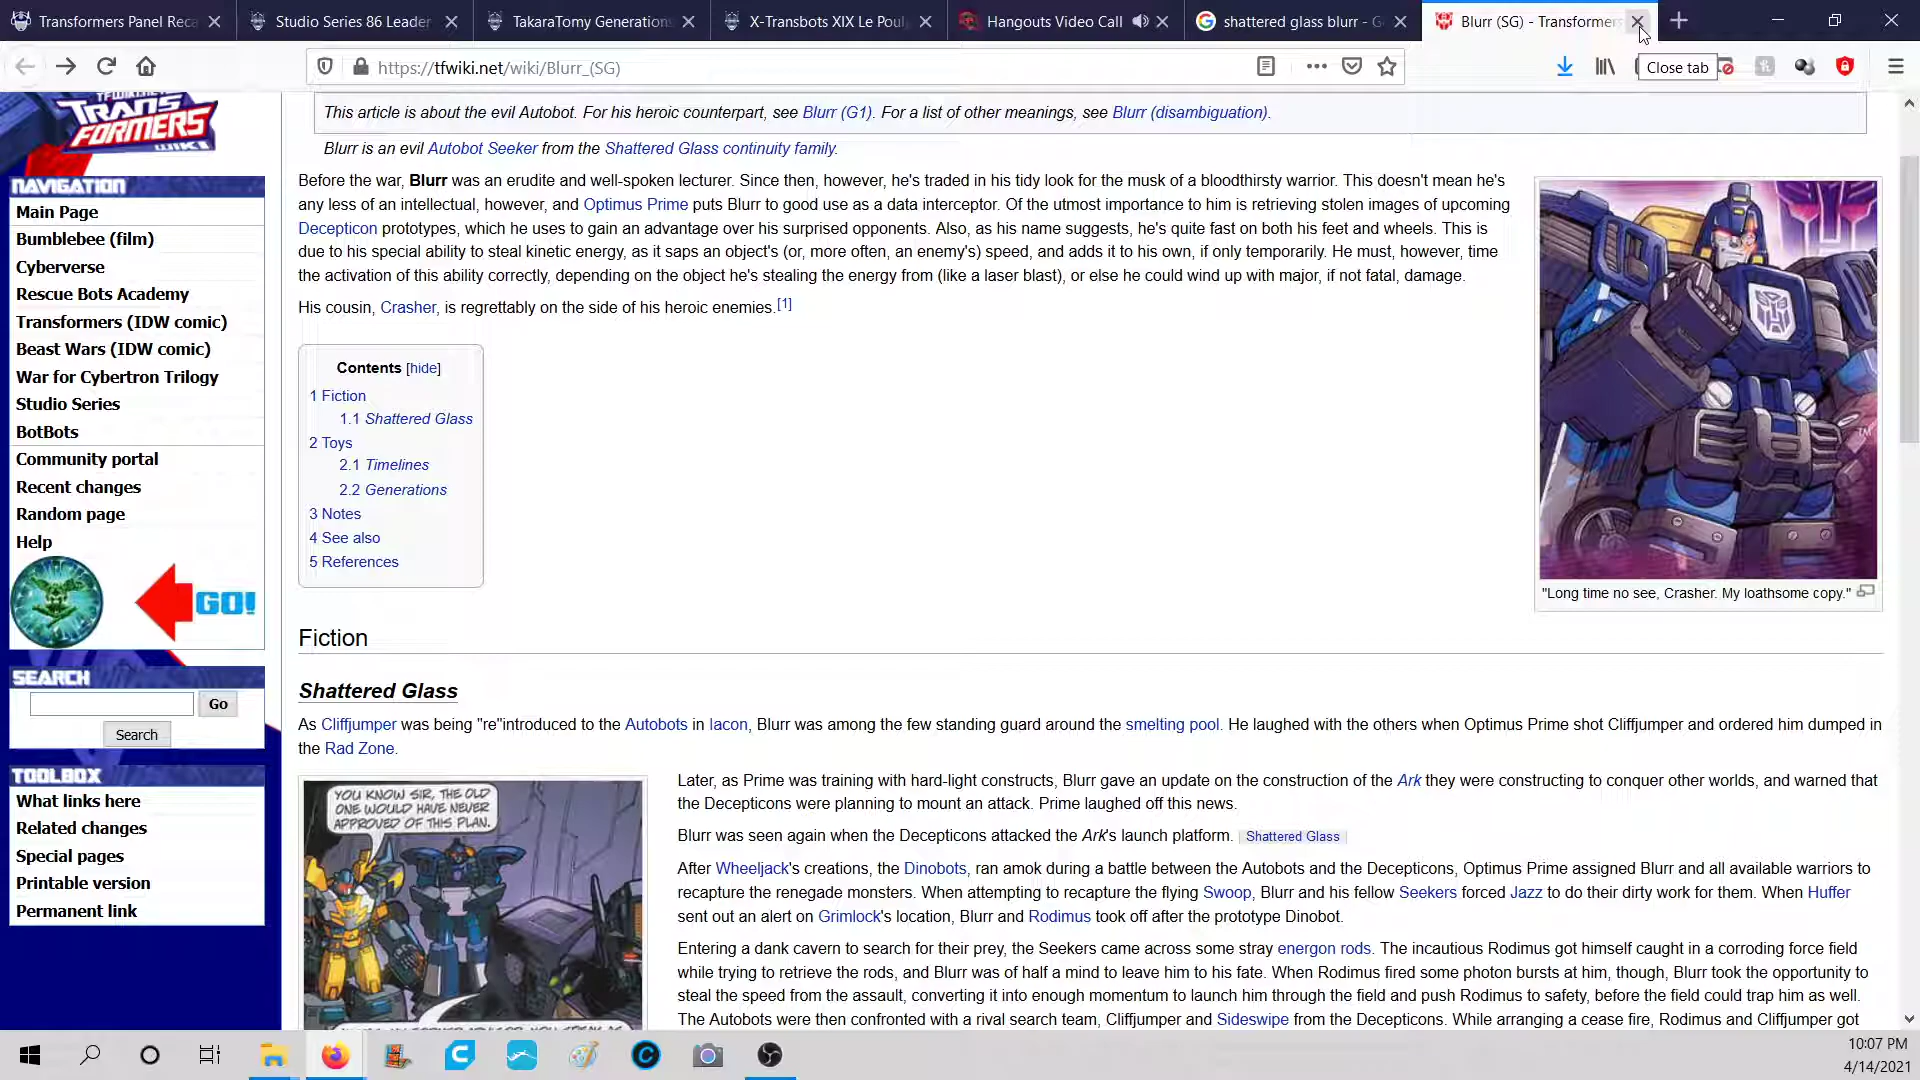 Transformers Panel Reca
Studio Series 86 Leader
TakaraTomy Generation
X-Transbots XIX Le Poul
Hangouts Video Call
shattered glass blurr - G
Blurr (SG) - Transformers
https://tfwiki.net/wiki/Blurr_(SG)
Close tab
TRANS
FORMERS
WIKI
This article is about the evil Autobot. For his heroic counterpart, see Blurr (G1). For a list of other meanings, see Blurr (disambiguation).
Blurr is an evil Autobot Seeker from the Shattered Glass continuity family.
Before the war, Blurr was an erudite and well-spoken lecturer. Since then, however, he's traded in his tidy look for the musk of a bloodthirsty warrior. This doesn't mean he's
any less of an intellectual, however, and Optimus Prime puts Blurr to good use as a data interceptor. Of the utmost importance to him is retrieving stolen images of upcoming
Decepticon prototypes, which he uses to gain an advantage over his surprised opponents. Also, as his name suggests, he's quite fast on both his feet and wheels. This is
due to his special ability to steal kinetic energy, as it saps an object's (or, more often, an enemy's) speed, and adds it to his own, if only temporarily. He must, however, time
the activation of this ability correctly, depending on the object he's stealing the energy from (like a laser blast), or else he could wind up with major, if not fatal, damage.
His cousin, Crasher, is regrettably on the side of his heroic enemies.[1]
NAVIGATION
Main Page
Bumblebee (film)
Cyberverse
Rescue Bots Academy
Transformers (IDW comic)
Beast Wars (IDW comic)
War for Cybertron Trilogy
Studio Series
BotBots
Community portal
Recent changes
Random page
Help
GO!
SEARCH
Go
Search
TOOLBOX
What links here
Related changes
Special pages
Printable version
Permanent link
Contents [hide]
1 Fiction
1.1 Shattered Glass
2 Toys
2.1 Timelines
2.2 Generations
3 Notes
4 See also
5 References
TM
"Long time no see, Crasher. My loathsome copy."
Fiction
Shattered Glass
As Cliffjumper was being "re"introduced to the Autobots in Iacon, Blurr was among the few standing guard around the smelting pool. He laughed with the others when Optimus Prime shot Cliffjumper and ordered him dumped in
the Rad Zone.
YOU KNOW SIR, THE OLD
ONE WOULD HAVE NEVER
APPROVED OF THIS PLAN.
Later, as Prime was training with hard-light constructs, Blurr gave an update on the construction of the Ark they were constructing to conquer other worlds, and warned that
the Decepticons were planning to mount an attack. Prime laughed off this news.
Blurr was seen again when the Decepticons attacked the Ark's launch platform. Shattered Glass
After Wheeljack's creations, the Dinobots, ran amok during a battle between the Autobots and the Decepticons, Optimus Prime assigned Blurr and all available warriors to
recapture the renegade monsters. When attempting to recapture the flying Swoop, Blurr and his fellow Seekers forced Jazz to do their dirty work for them. When Huffer
sent out an alert on Grimlock's location, Blurr and Rodimus took off after the prototype Dinobot.
Entering a dank cavern to search for their prey, the Seekers came across some stray energon rods. The incautious Rodimus got himself caught in a corroding force field
while trying to retrieve the rods, and Blurr was of half a mind to leave him to his fate. When Rodimus fired some photon bursts at him, though, Blurr took the opportunity to
steal the speed from the assault, converting it into enough momentum to launch him through the field and push Rodimus to safety, before the field could trap him as well.
The Autobots were then confronted with a rival search team, Cliffjumper and Sideswipe from the Decepticons. While arranging a cease fire, Rodimus and Cliffjumper got
10:07 PM
4/14/2021